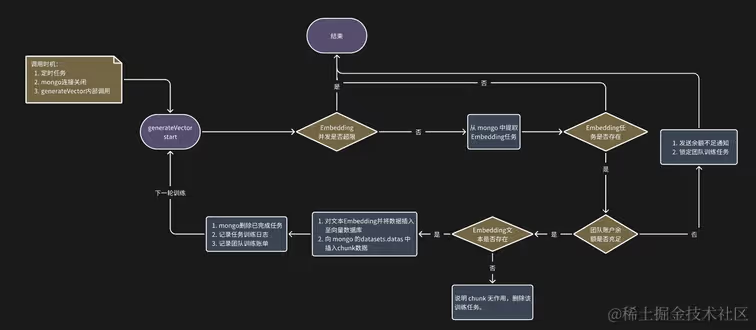 结束
调用时机：
1. 定时任务
2. mongo连接关闭
3. generateVector内部调用
是
否
generateVector
start
Embedding
并发是否超限
否
从 mongo 中提取
Embedding任务
Embedding任
务是否存在
1. 发送余额不足通知
2. 锁定团队训练任务
是
下一轮训练
1. mongo删除已完成任务
2. 记录任务训练日志
3. 记录团队训练账单
是
1. 对文本Embedding并将数据插入
至向量数据库
2. 向 mongo 的datasets.datas 中
插入chunk数据
是
Embedding文
本是否存在
是
团队账户余
额是否充足
否
否
说明 chunk 无作用，删除该
训练任务。
@稀土掘金技术社区